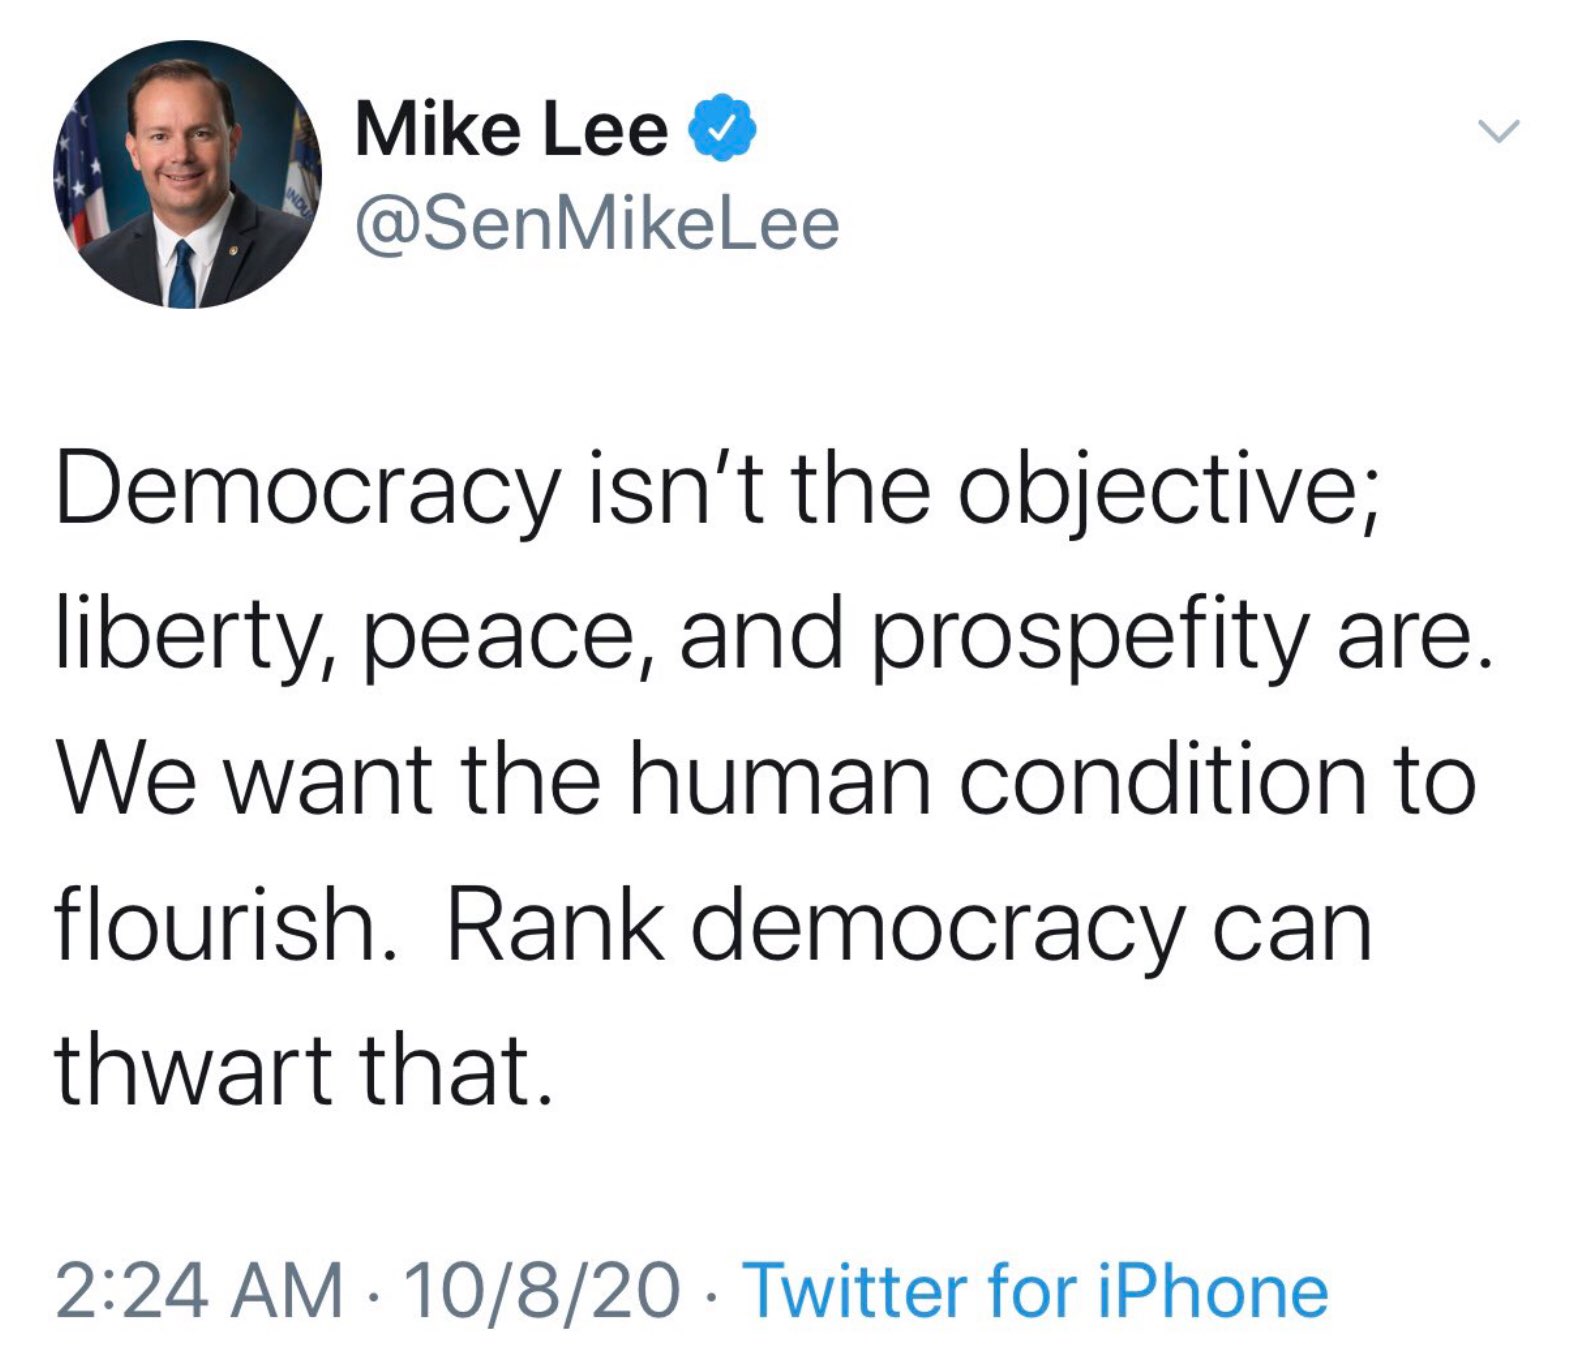 Mike Lee
@SenMikeLee
Democracy isn’t the objective;
liberty, peace, and prospefity are.
We want the human condition to
flourish.  Rank democracy can
thwart that.
2:24 AM · 10/8/20 · Twitter for iPhone